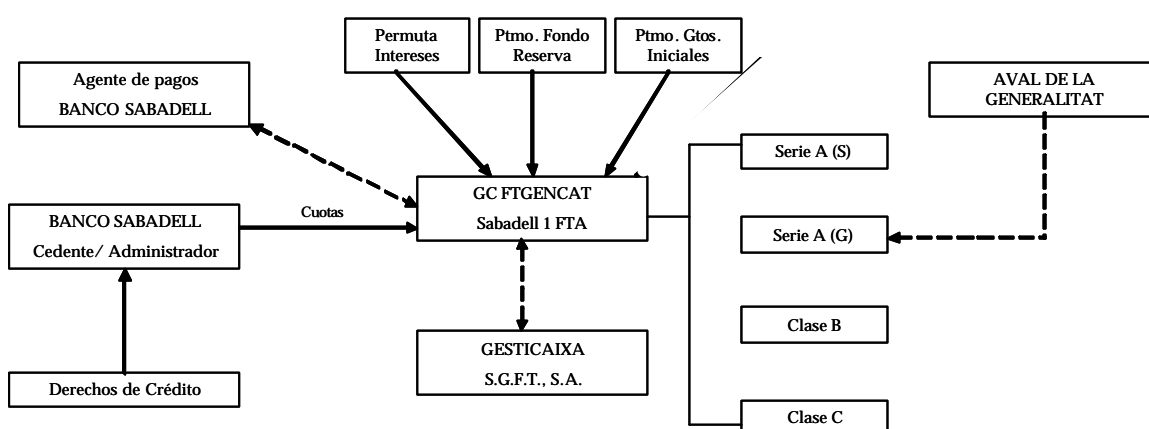 Permuta
Intereses
Ptmo. Fondo
Reserva
Ptmo. Gtos.
Iniciales
Agente de pagos
BANCO SABADELL
AVAL DE LA
GENERALITAT
Serie A (S)
GC FTGENCAT
Sabadell 1 FTA
Cuotas
BANCO SABADELL
Cedente/ Administrador
Serie A (G)
Clase B
GESTICAIXA
S.G.F.T., S.A.
Derechos de Crédito
Clase C